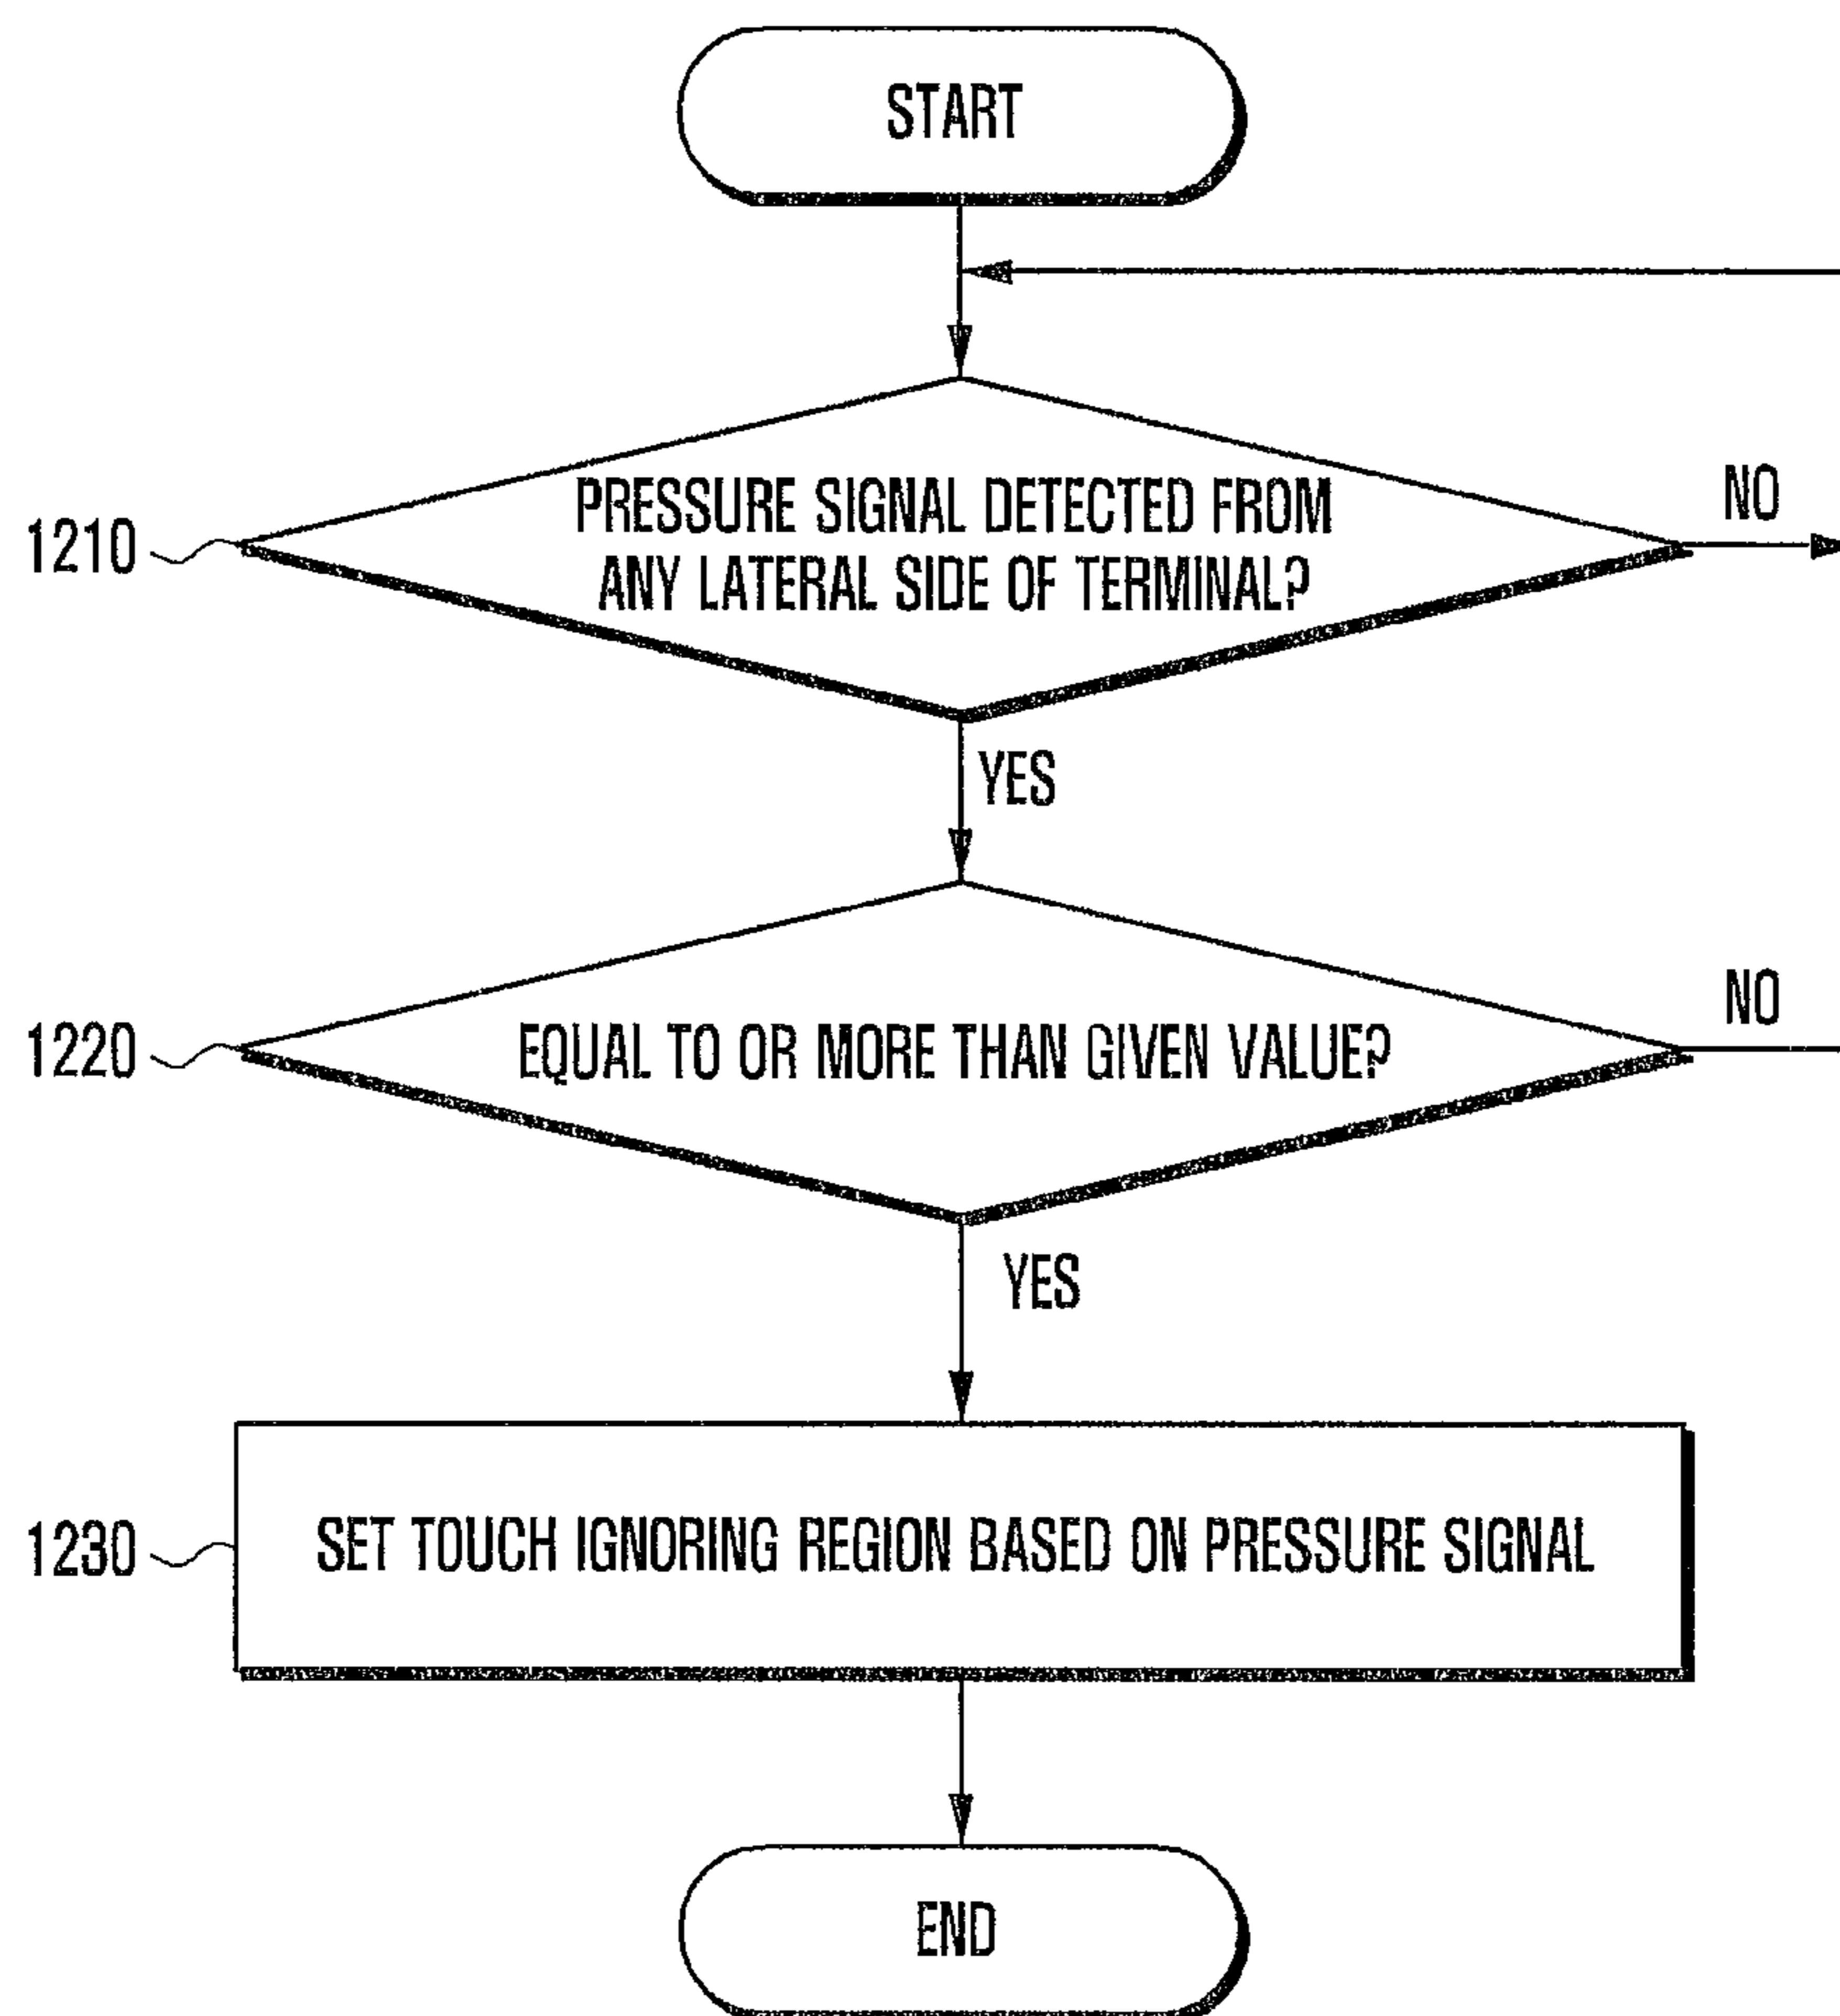 START
PRESSURE SIGNAL DETECTED FROM
ANY LATERAL SIDE OF TERMINAL?
NO
1210
YES
EQUAL TO OR MORE THAN GIVEN VALUE?
NO
1220
YES
1230
SET TOUCH IGNORING REGION BASED ON PRESSURE SIGNAL
END